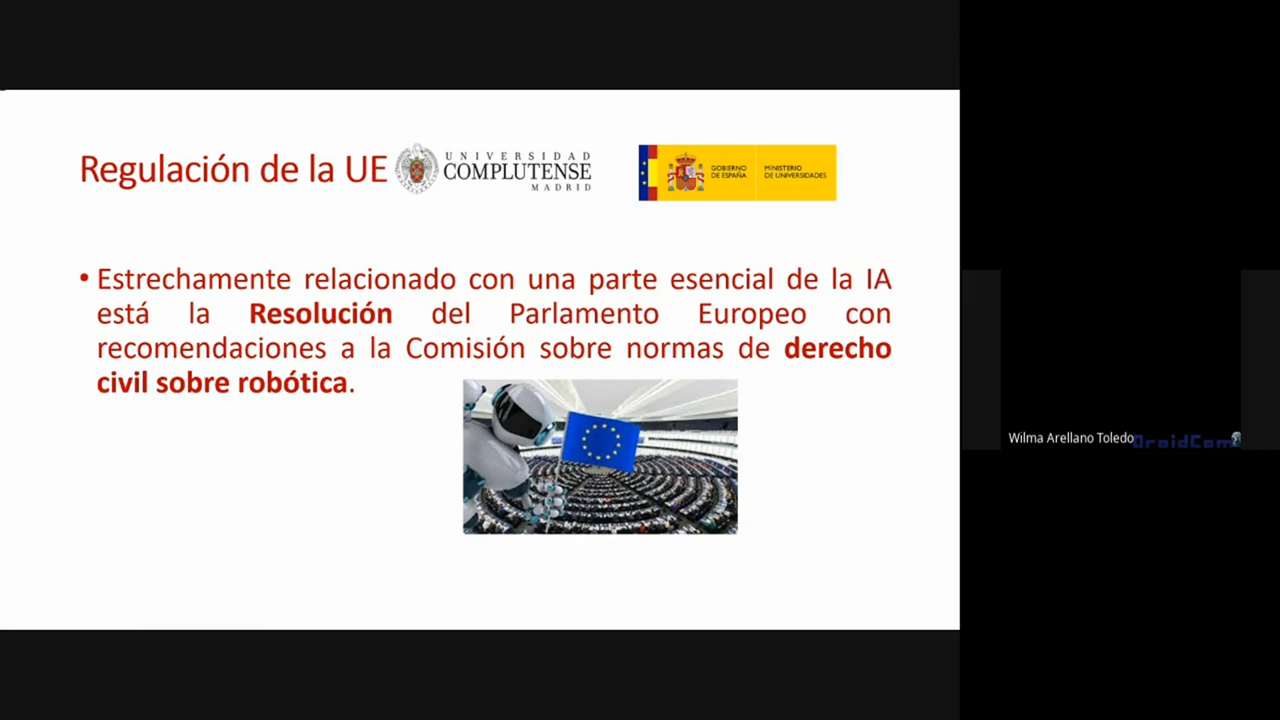 Regulación de la UE
UNIVERSIDAD
COMPLUTENSE
MADRID
GOBIERNO
DE ESPAÑA
MINISTERIO
DE UNIVERSIDADES
• Estrechamente relacionado con una parte esencial de la IA
está la Resolución del Parlamento Europeo con
recomendaciones a la Comisión sobre normas de derecho
civil sobre robótica.
Wilma Arellano Toledo
DroidCam